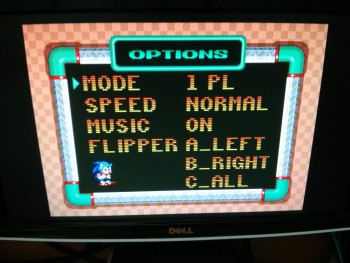 OPTIONS
MODE 1 PL
SPEED NORMAL
MUSIC ON
FLIPPER A_LEFT
B_RIGHT
C_ALL
DELL